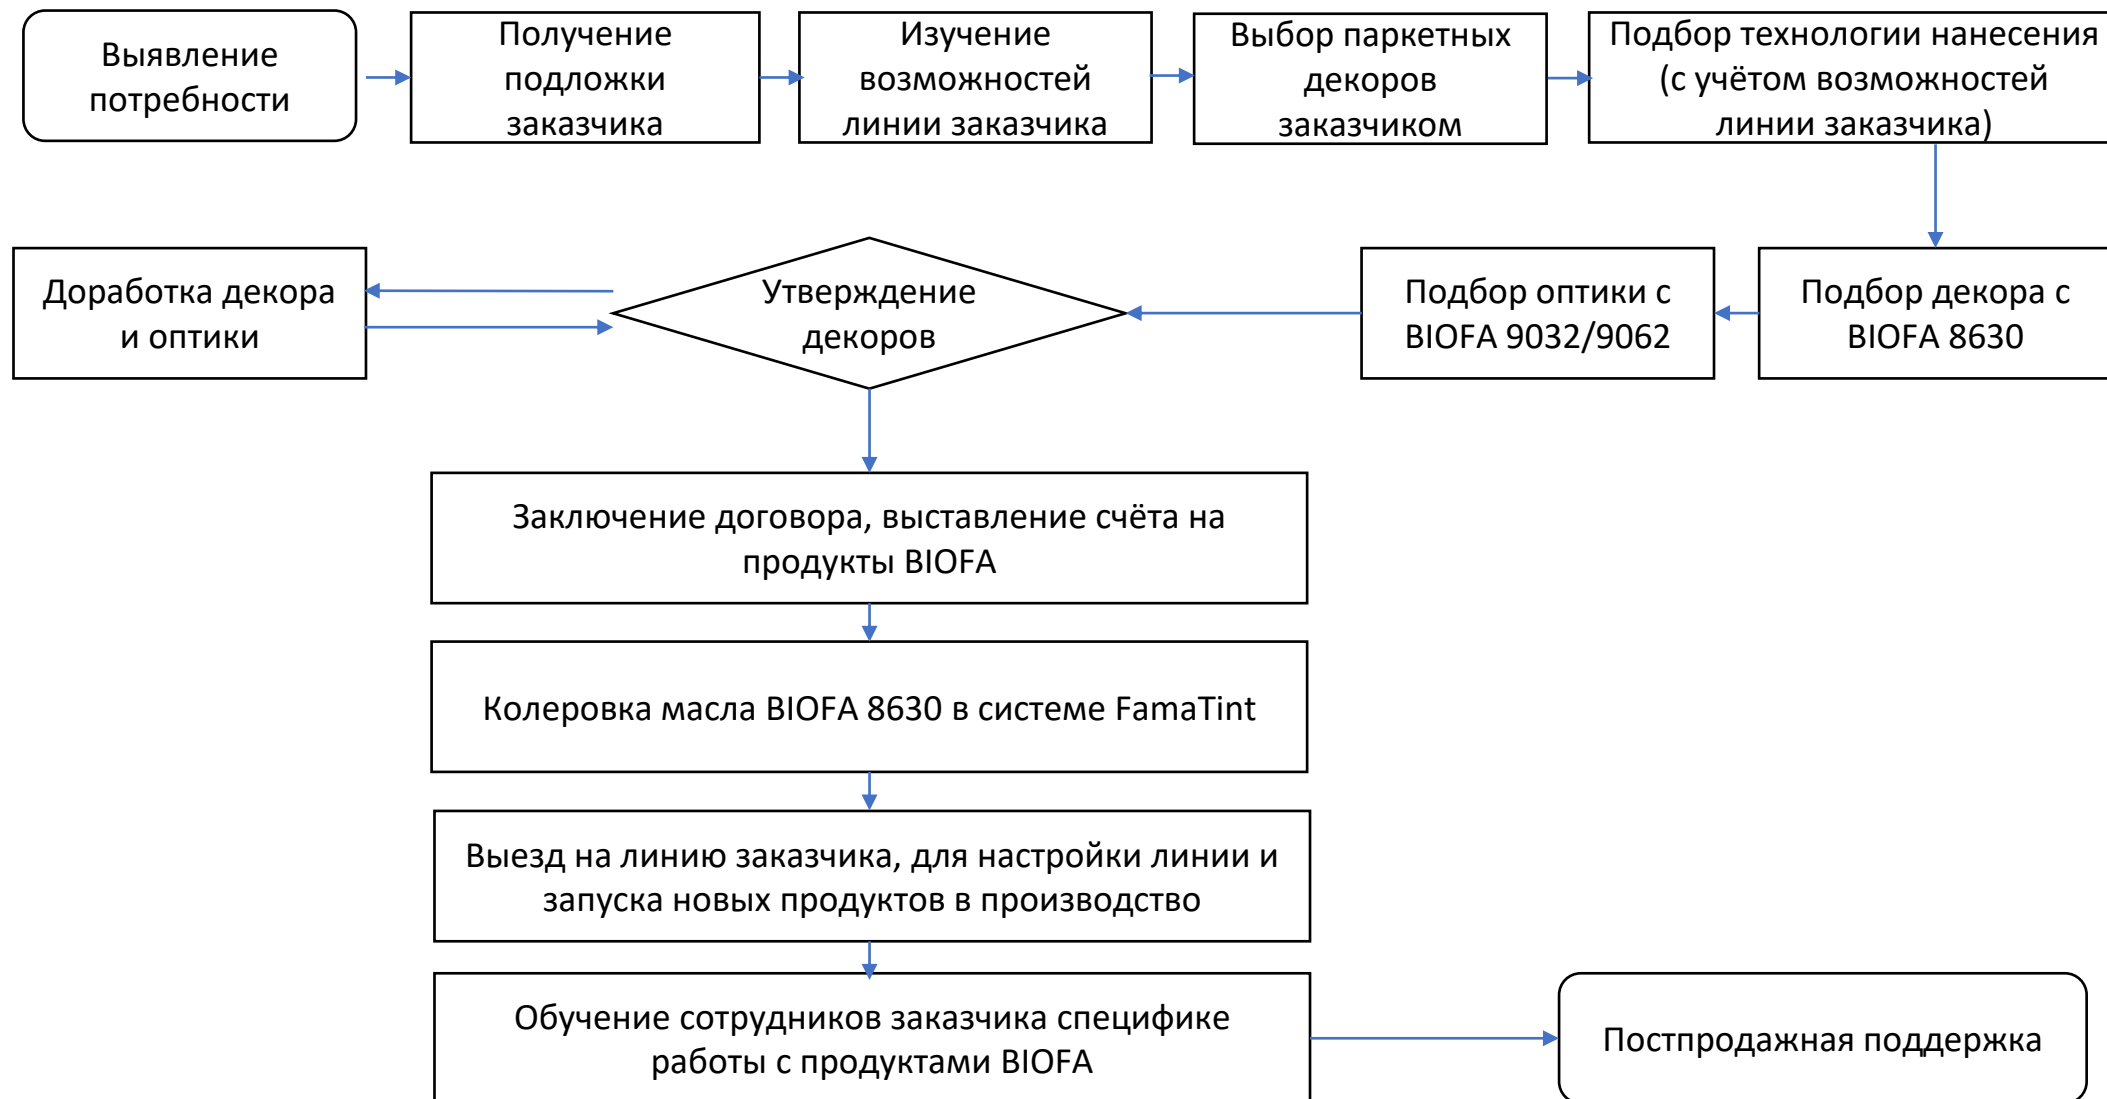 Выявление
потребности
Получение
подложки
заказчика
Изучение
возможностей
линии заказчика
Выбор паркетных
декоров
заказчиком
Подбор технологии нанесения
(с учётом возможностей
линии заказчика)
Доработка декора
и оптики
Утверждение
декоров
Подбор оптики с
BIOFA 9032/9062
Подбор декора с
BIOFA 8630
Заключение договора, выставление счёта на
продукты BIOFA
Колеровка масла BIOFA 8630 в системе FamaTint
Выезд на линию заказчика, для настройки линии и
запуска новых продуктов в производство
Обучение сотрудников заказчика специфике
работы с продуктами BIOFA
Постпродажная поддержка